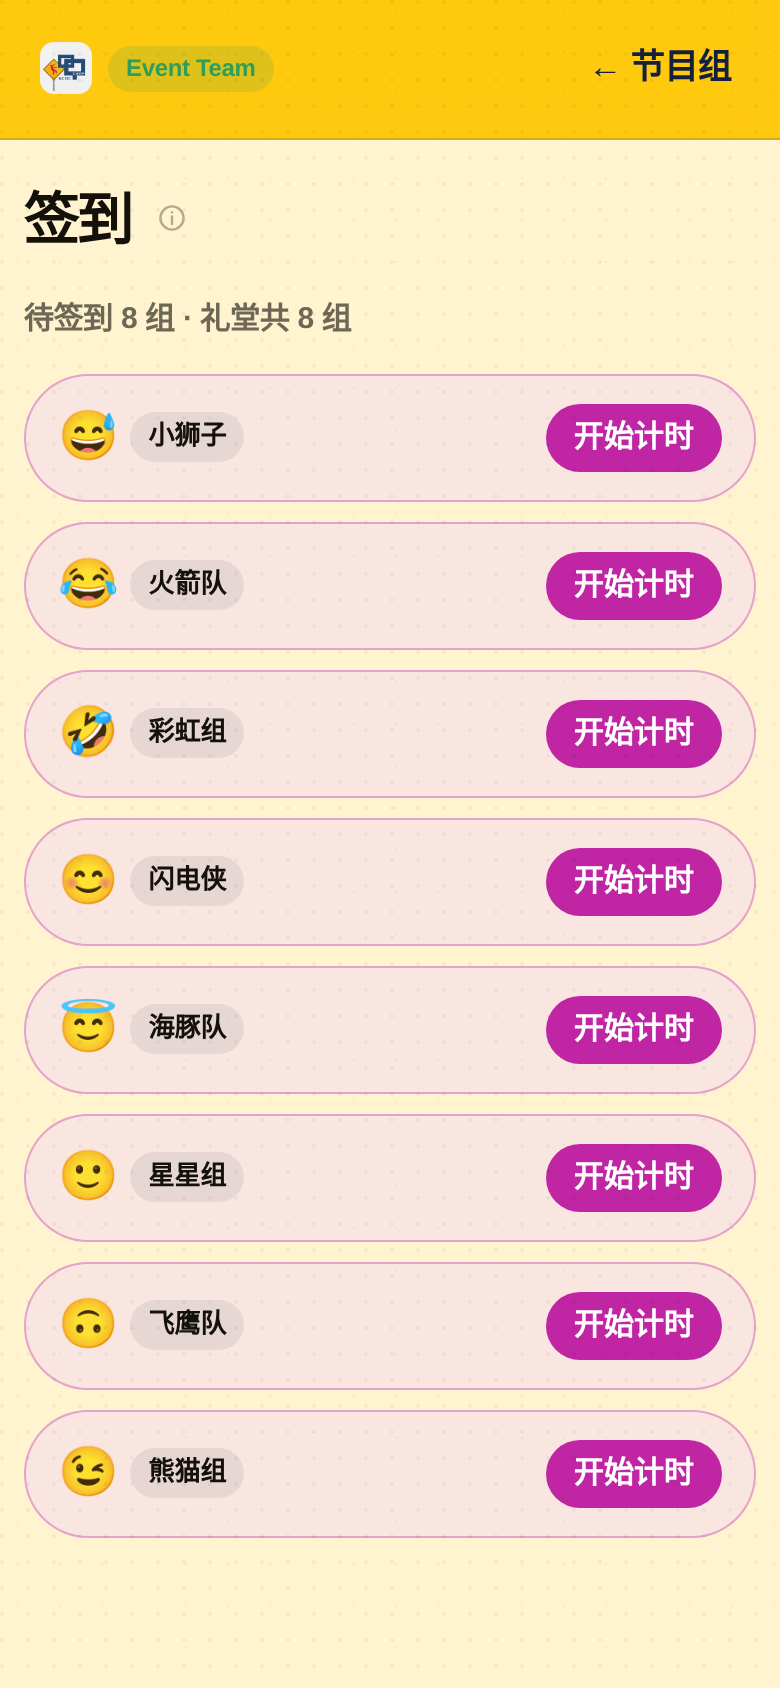 Event Team
← 节目组
签到
待签到 8 组 · 礼堂共 8 组
小狮子 开始计时
火箭队 开始计时
彩虹组 开始计时
闪电侠 开始计时
海豚队 开始计时
星星组 开始计时
飞鹰队 开始计时
熊猫组 开始计时